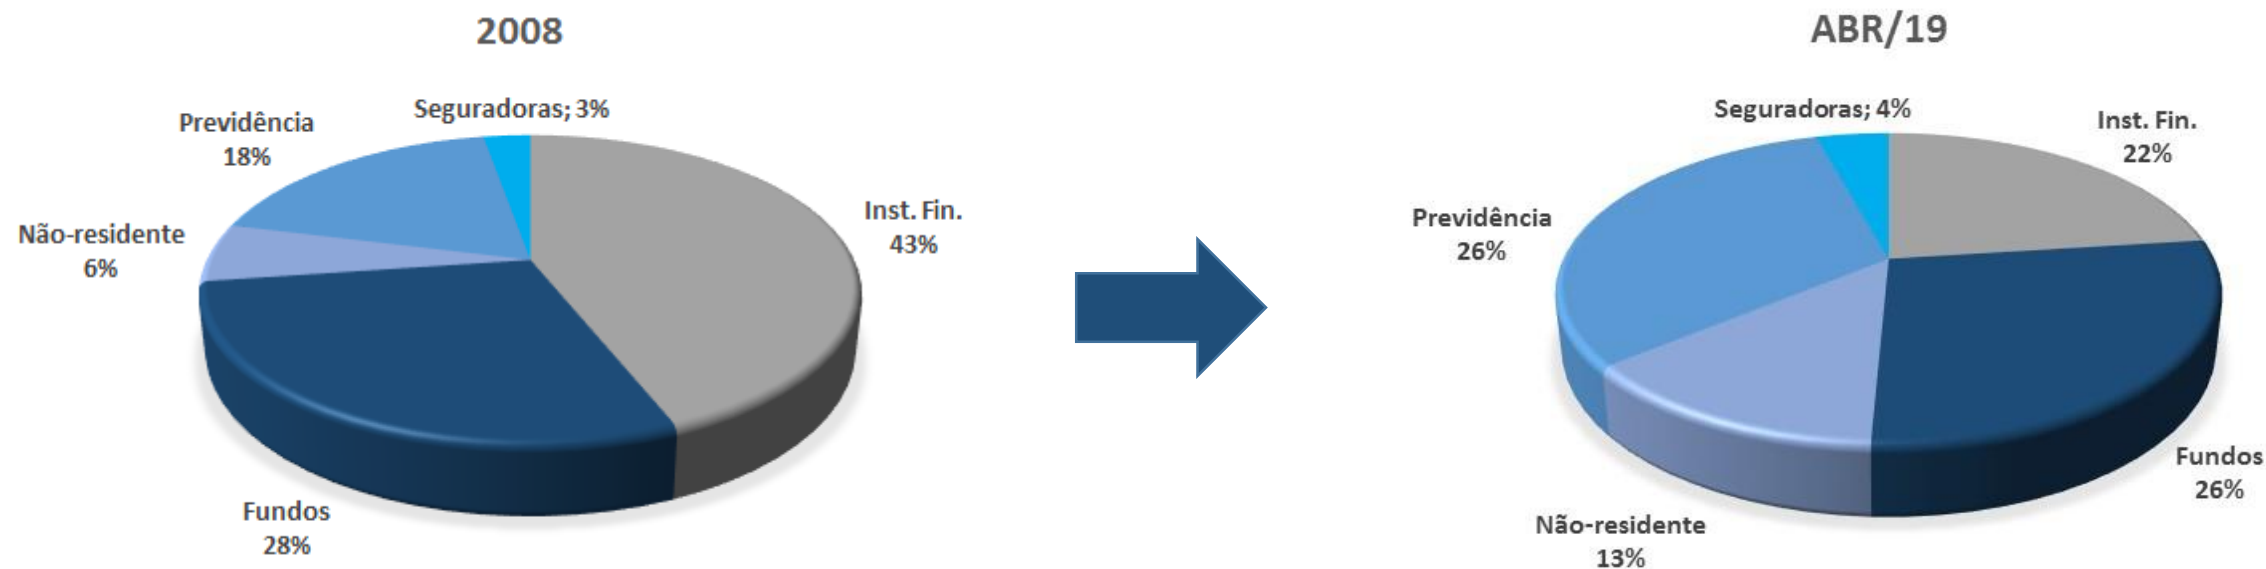 2008
Seguradoras; 3%
Previdência
18%
Inst. Fin.
43%
Não-residente
6%
Fundos
28%
ABR/19
Seguradoras; 4%
Inst. Fin.
22%
Previdência
26%
Fundos
26%
Não-residente
13%